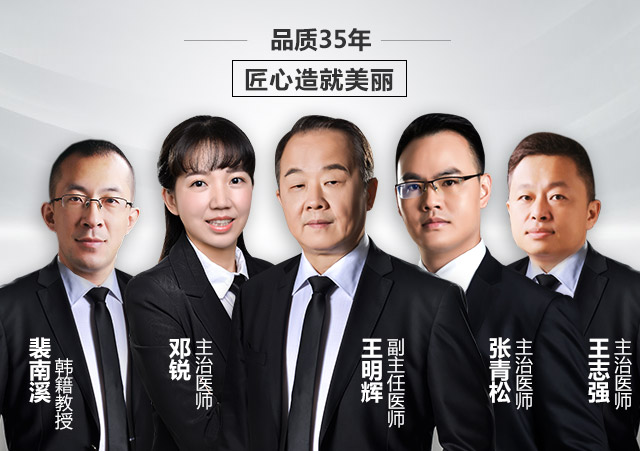 品质35年
匠心造就美丽
裴南溪
韩籍教授
邓锐
主治医师
王明辉
副主任医师
张青松
主治医师
王志强
主治医师